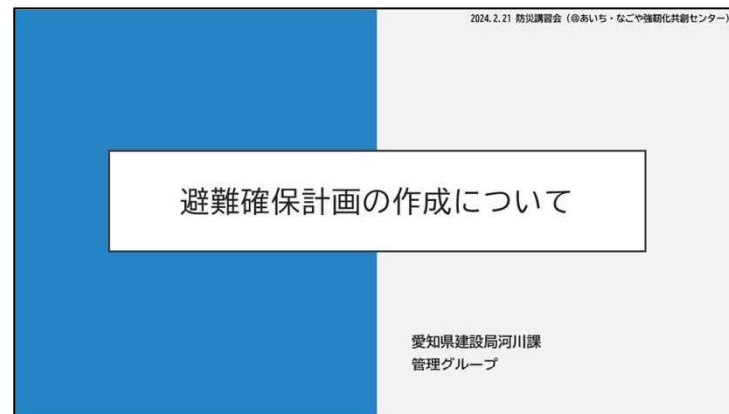 2024.2.21 防災講習会（＠あいち・なごや強靭化共創センター）
避難確保計画の作成について
愛知県建設局河川課
管理グループ